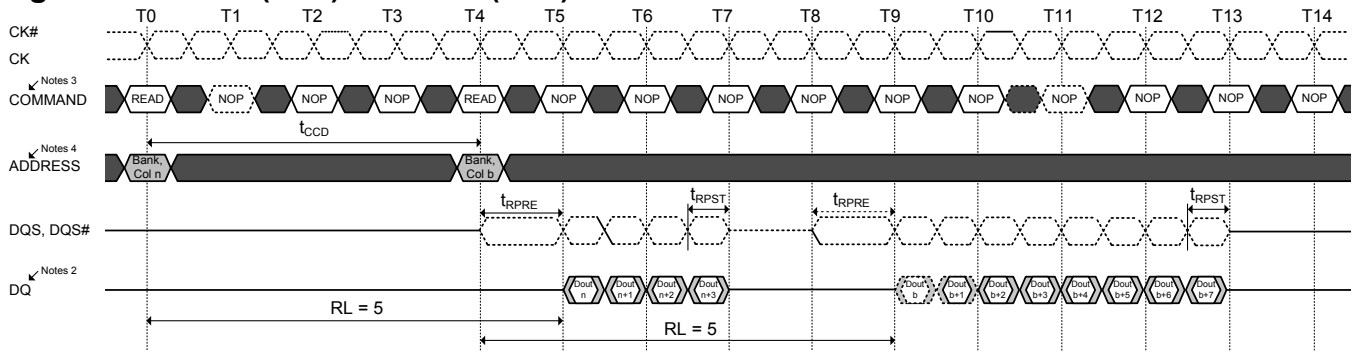 T0 T1 T2 T3 T4 T5 T6 T7 T8 T9 T10 T11 T12 T13 T14
CK#
CK
Notes 3
COMMAND READ NOP NOP NOP READ NOP NOP NOP NOP NOP NOP NOP NOP NOP NOP
tCCD
Notes 4
ADDRESS Bank, Col n Bank, Col b
tRPRE tRPST tRPRE tRPST
DQS, DQS#
Notes 2
DQ Dout n Dout n+1 Dout n+2 Dout n+3 Dout b Dout b+1 Dout b+2 Dout b+3 Dout b+4 Dout b+5 Dout b+6 Dout b+7
RL = 5
RL = 5